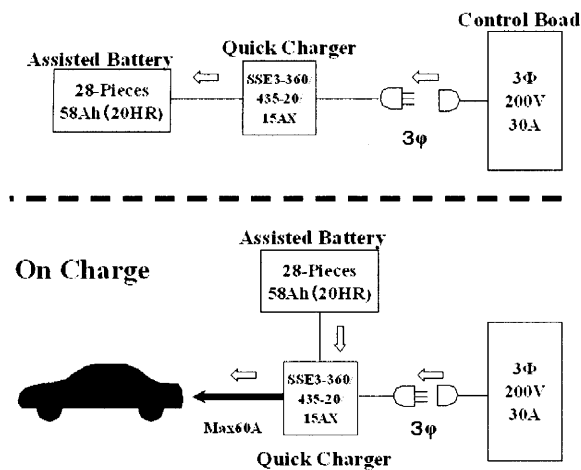 Control Boad
Quick Charger
Assisted Battery
28-Pieces
58Ah(20HR)
SSE3-360/
435-20/
15AX
3φ
3Φ
200V
30A
Assisted Battery
On Charge
28-Pieces
58Ah(20HR)
SSE3-360/
435-20/
15AX
Max60A
3φ
3Φ
200V
30A
Quick Charger